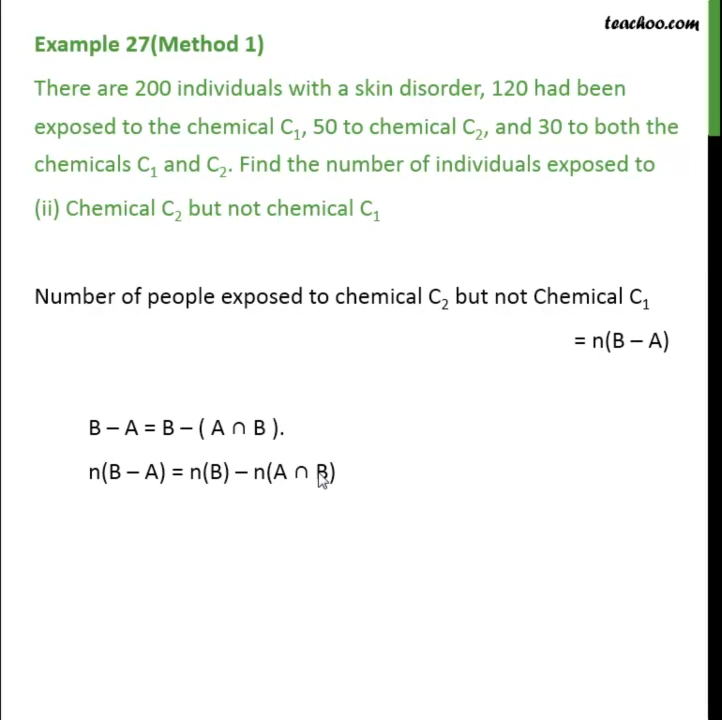 teachoo.com
Example 27(Method 1)
There are 200 individuals with a skin disorder, 120 had been
exposed to the chemical C₁, 50 to chemical C₂, and 30 to both the
chemicals C₁ and C₂. Find the number of individuals exposed to
(ii) Chemical C₂ but not chemical C₁
Number of people exposed to chemical C₂ but not Chemical C₁
= n(B – A)
B – A = B – ( A ∩ B ).
n(B – A) = n(B) – n(A ∩ B)